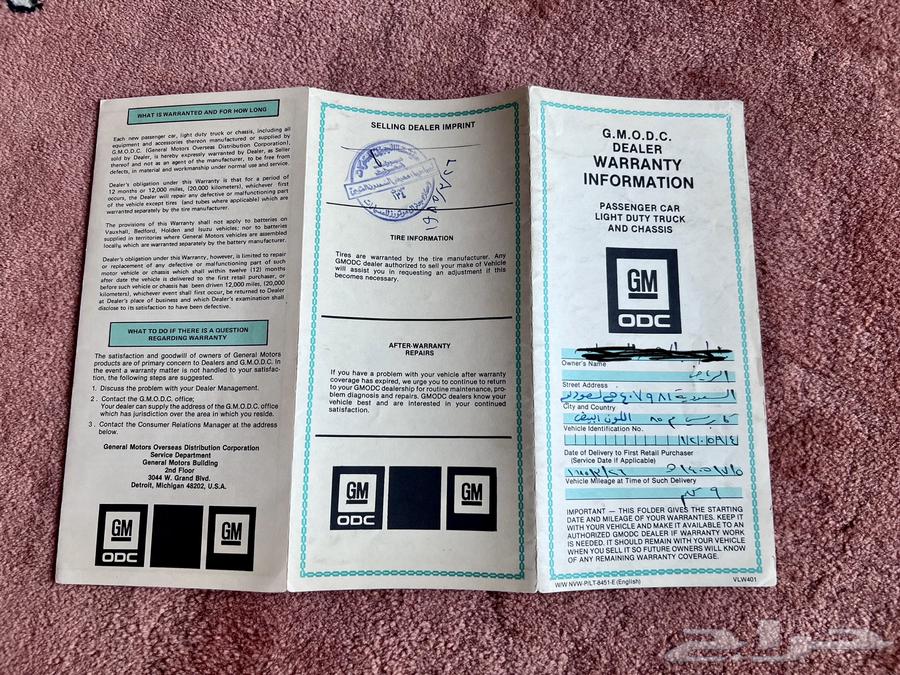 WHAT IS WARRANTED AND FOR HOW LONG
Each new passenger car, light duty truck or chassis, including all
equipment and accessories thereon manufactured or supplied by
G.M.O.D.C. (General Motors Overseas Distribution Corporation),
sold by Dealer, is hereby expressly warranted by Dealer, as Seller
thereof and not as an agent of the manufacturer, to be free from
defects, in material and workmanship under normal use and service.
Dealer's obligation under this Warranty is that for a period of
12 months or 12,000 miles, (20,000 kilometers), whichever first
occurs, the Dealer will repair any defective or malfunctioning part
of the vehicle except tires (and tubes where applicable) which are
warranted separately by the tire manufacturer.
The provisions of this Warranty shall not apply to batteries on
Vauxhall, Bedford, Holden and Isuzu vehicles; nor to batteries
supplied in territories where General Motors vehicles are assembled
locally, which are warranted separately by the battery manufacturer.
Dealer's obligation under this Warranty, however, is limited to repair
or replacement of any defective or malfunctioning part of such
motor vehicle or chassis which shall within twelve (12) months
after date the vehicle is delivered to the first retail purchaser, or
before such vehicle or chassis has been driven 12,000 miles, (20,000
kilometers), whichever event shall first occur, be returned to Dealer
at Dealer's place of business and which Dealer's examination shall
disclose to its satisfaction to have been defective.
WHAT TO DO IF THERE IS A QUESTION
REGARDING WARRANTY
The satisfaction and goodwill of owners of General Motors
products are of primary concern to Dealers and G.M.O.D.C. In
the event a warranty matter is not handled to your satisfac-
tion, the following steps are suggested.
1. Discuss the problem with your Dealer Management.
2. Contact the G.M.O.D.C. office;
Your dealer can supply the address of the G.M.O.D.C. office
which has jurisdiction over the area in which you reside.
3. Contact the Consumer Relations Manager at the address
below.
General Motors Overseas Distribution Corporation
Service Department
General Motors Building
2nd Floor
3044 W. Grand Blvd.
Detroit, Michigan 48202, U.S.A.
GM
ODC
GM
SELLING DEALER IMPRINT
TIRE INFORMATION
Tires are warranted by the tire manufacturer. Any
GMODC dealer authorized to sell your make of Vehicle
will assist you in requesting an adjustment if this
becomes necessary.
AFTER-WARRANTY
REPAIRS
If you have a problem with your vehicle after warranty
coverage has expired, we urge you to continue to return
to your GMODC dealership for routine maintenance, pro-
blem diagnosis and repairs. GMODC dealers know your
vehicle best and are interested in your continued
satisfaction.
GM
ODC
GM
G.M.O.D.C.
DEALER
WARRANTY
INFORMATION
PASSENGER CAR
LIGHT DUTY TRUCK
AND CHASSIS
GM
ODC
Owner's Name
الرياض
Street Address
City and Country
اللون ابيض
Vehicle Identification No.
Date of Delivery to First Retail Purchaser
(Service Date if Applicable)
Vehicle Mileage at Time of Such Delivery
٩ كم
IMPORTANT — THIS FOLDER GIVES THE STARTING
DATE AND MILEAGE OF YOUR WARRANTIES. KEEP IT
WITH YOUR VEHICLE AND MAKE IT AVAILABLE TO AN
AUTHORIZED GMODC DEALER IF WARRANTY WORK
IS NEEDED. IT SHOULD REMAIN WITH YOUR VEHICLE
WHEN YOU SELL IT SO FUTURE OWNERS WILL KNOW
OF ANY REMAINING WARRANTY COVERAGE.
W/W NVW-P/LT-8451-E (English)
VLW401
حراج